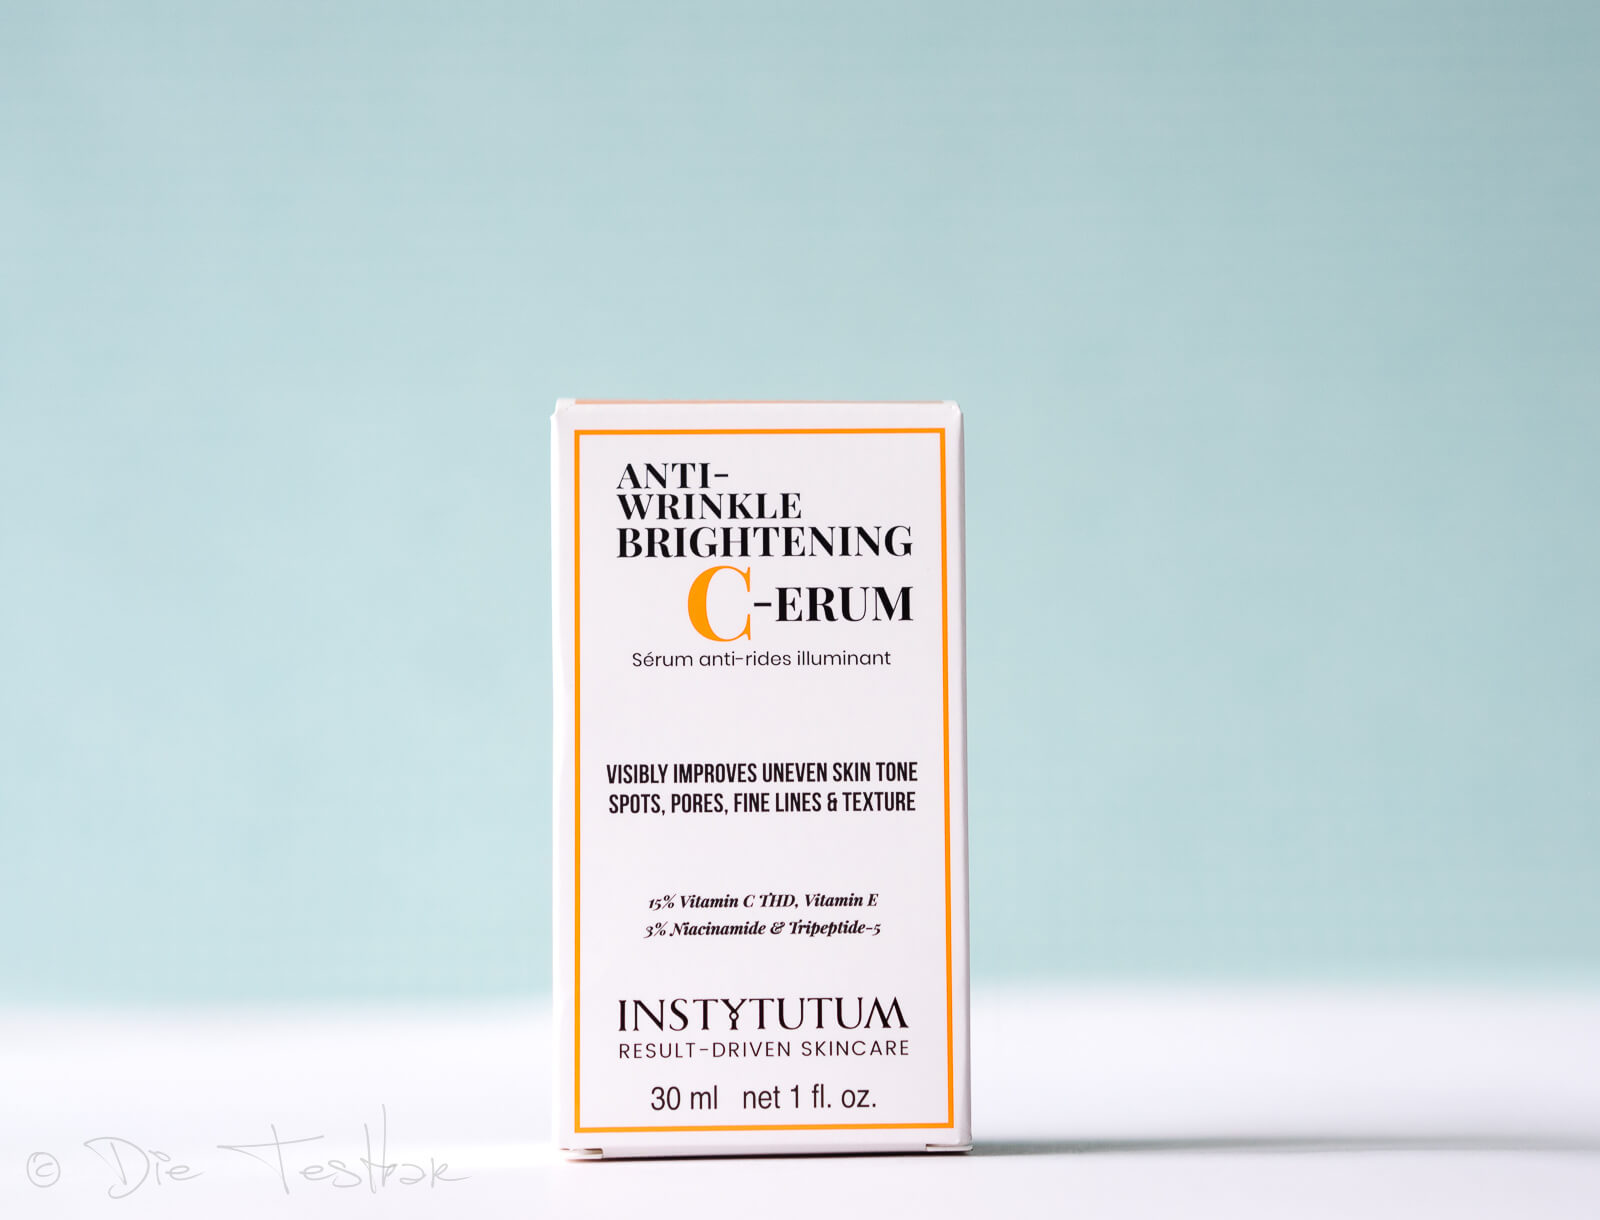 ANTI-
WRINKLE
BRIGHTENING
C-ERUM
Sérum anti-rides illuminant
VISIBLY IMPROVES UNEVEN SKIN TONE
SPOTS, PORES, FINE LINES & TEXTURE
15% Vitamin C THD, Vitamin E
3% Niacinamide & Tripeptide-5
INSTYTUTUM
RESULT-DRIVEN SKINCARE
30 ml net 1 fl. oz.
© Die Testbar